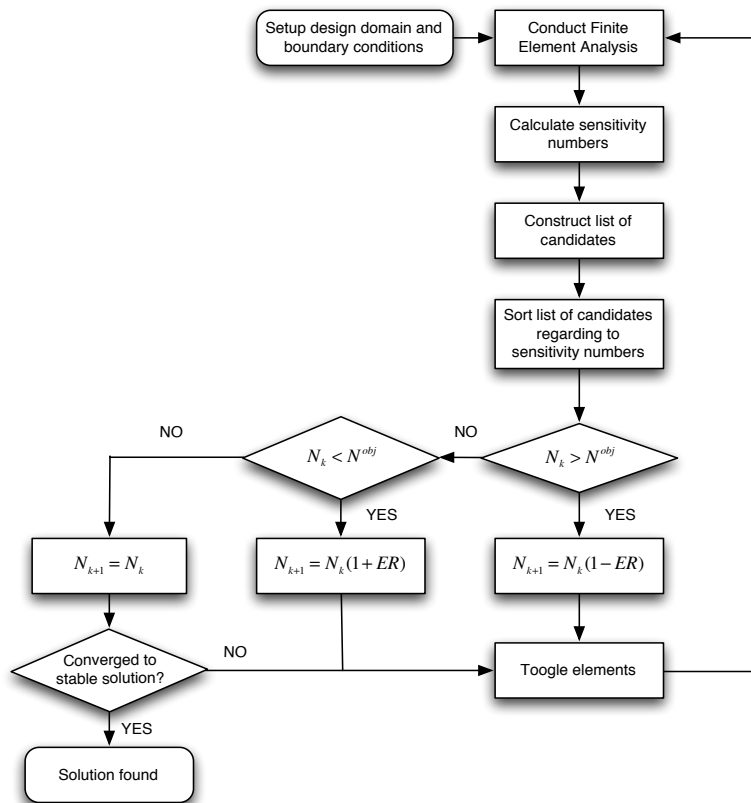 Setup design domain and
boundary conditions
Conduct Finite
Element Analysis
Calculate sensitivity
numbers
Construct list of
candidates
Sort list of candidates
regarding to
sensitivity numbers
NO
N_k < N^{obj}
NO
N_k > N^{obj}
YES
YES
N_{k+1} = N_k
N_{k+1} = N_k (1 + ER)
N_{k+1} = N_k (1 − ER)
Converged to
stable solution?
NO
Toogle elements
YES
Solution found